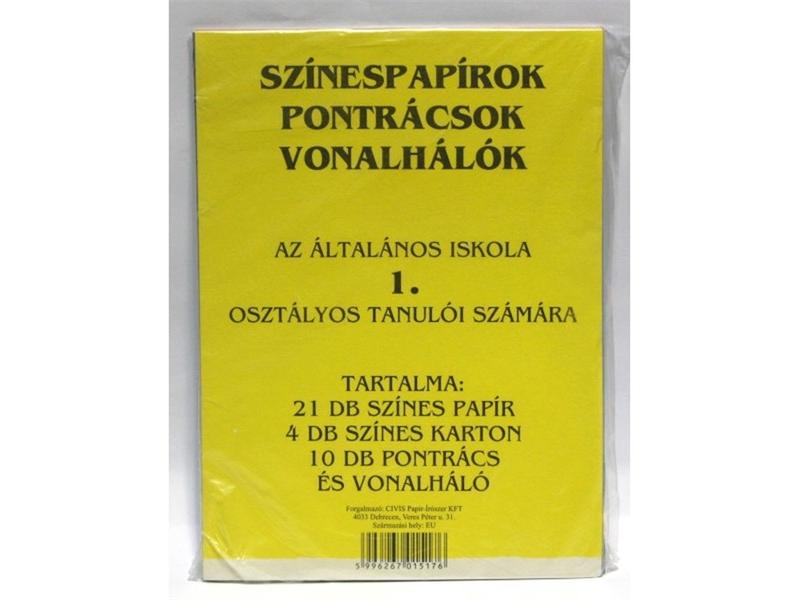 SZÍNESPAPÍROK
PONTRÁCSOK
VONALHÁLÓK
AZ ÁLTALÁNOS ISKOLA
1.
OSZTÁLYOS TANULÓI SZÁMÁRA
TARTALMA:
21 DB SZÍNES PAPÍR
4 DB SZÍNES KARTON
10 DB PONTRÁCS
ÉS VONALHÁLÓ
Forgalmazó: CIVIS Papír-Írószer KFT
4033 Debrecen, Veres Péter u. 31.
Származási hely: EU
5 996267 015176